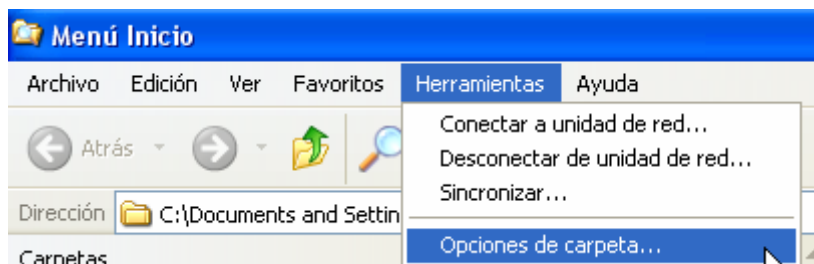 Menú Inicio
Archivo Edición Ver Favoritos Herramientas Ayuda
Conectar a unidad de red...
Desconectar de unidad de red...
Sincronizar...
Opciones de carpeta...
Atrás
Dirección C:\Documents and Settin
Carpetas